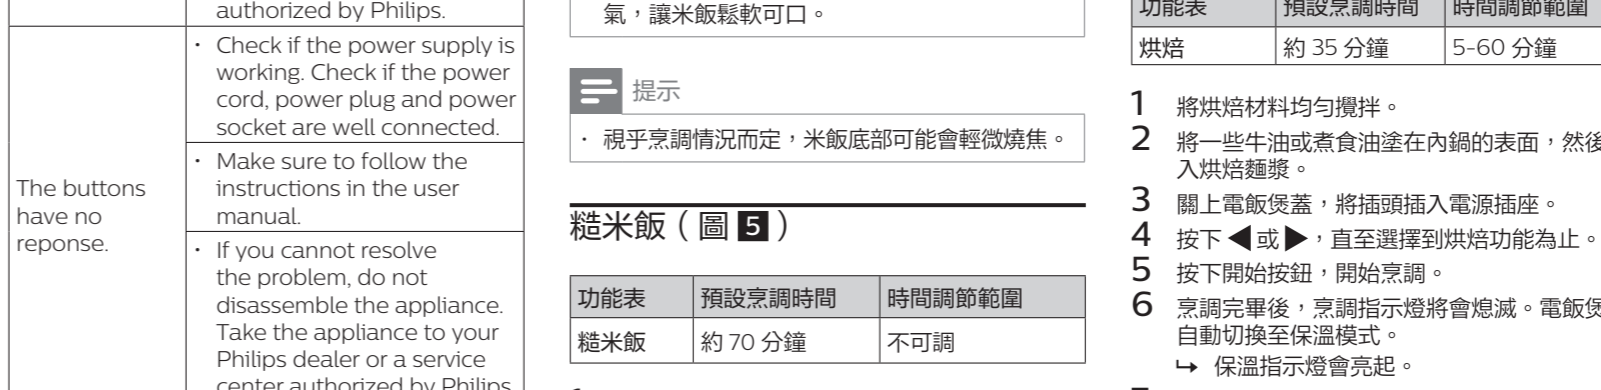 authorized by Philips.
The buttons
have no
reponse.
• Check if the power supply is
working. Check if the power
cord, power plug and power
socket are well connected.
• Make sure to follow the
instructions in the user
manual.
• If you cannot resolve
the problem, do not
disassemble the appliance.
Take the appliance to your
Philips dealer or a service
center authorized by Philips
氣，讓米飯鬆軟可口。
提示
• 視乎烹調情況而定，米飯底部可能會輕微燒焦。
糙米飯（圖 5）
功能表 預設烹調時間 時間調節範圍
糙米飯 約 70 分鐘 不可調
功能表 預設烹調時間 時間調節範圍
烘焙 約 35 分鐘 5-60 分鐘
1 將烘焙材料均勻攪拌。
2 將一些牛油或煮食油塗在內鍋的表面，然後
入烘焙麵漿。
3 關上電飯煲蓋，將插頭插入電源插座。
4 按下 ◀ 或 ▶，直至選擇到烘焙功能為止。
5 按下開始按鈕，開始烹調。
6 烹調完畢後，烹調指示燈將會熄滅。電飯煲
自動切換至保溫模式。
↳ 保溫指示燈會亮起。